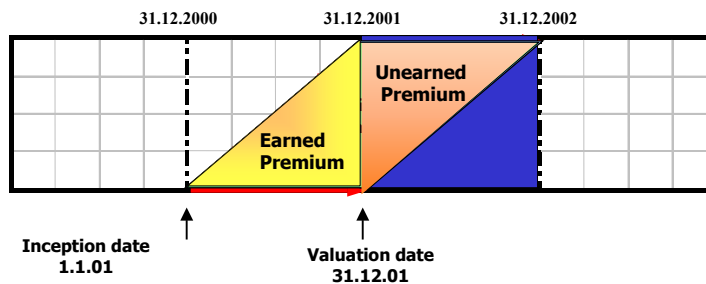 31.12.2000 31.12.2001 31.12.2002
Unearned
Premium
Earned
Premium
Inception date
1.1.01
Valuation date
31.12.01